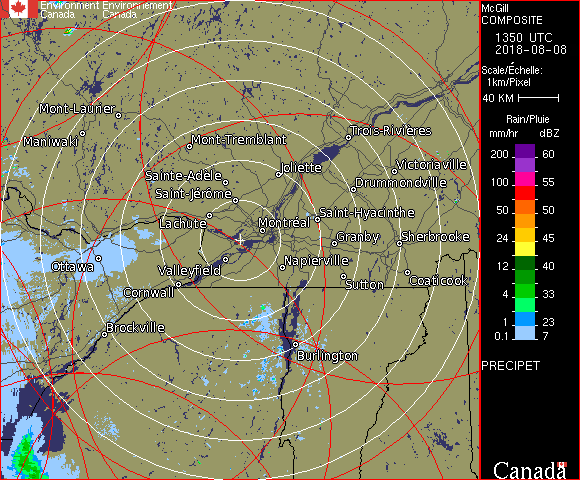 Environment Environnement
Canada Canada
McGill
COMPOSITE
1350 UTC
2018-08-08
Scale/Échelle:
1km/Pixel
40 KM
Rain/Pluie
mm/hr dBZ
200 60
100 55
50 50
24 45
12 40
4 33
1 23
0.1 7
PRECIPET
Canada
Mont-Laurier
Maniwaki
Mont-Tremblant
Trois-Rivières
Joliette
Victoriaville
Sainte-Adèle
Drummondville
Saint-Jérôme
Lachute
Saint-Hyacinthe
Montréal
Granby
Sherbrooke
Ottawa
Valleyfield
Napierville
Sutton
Coaticook
Cornwall
Brockville
Burlington